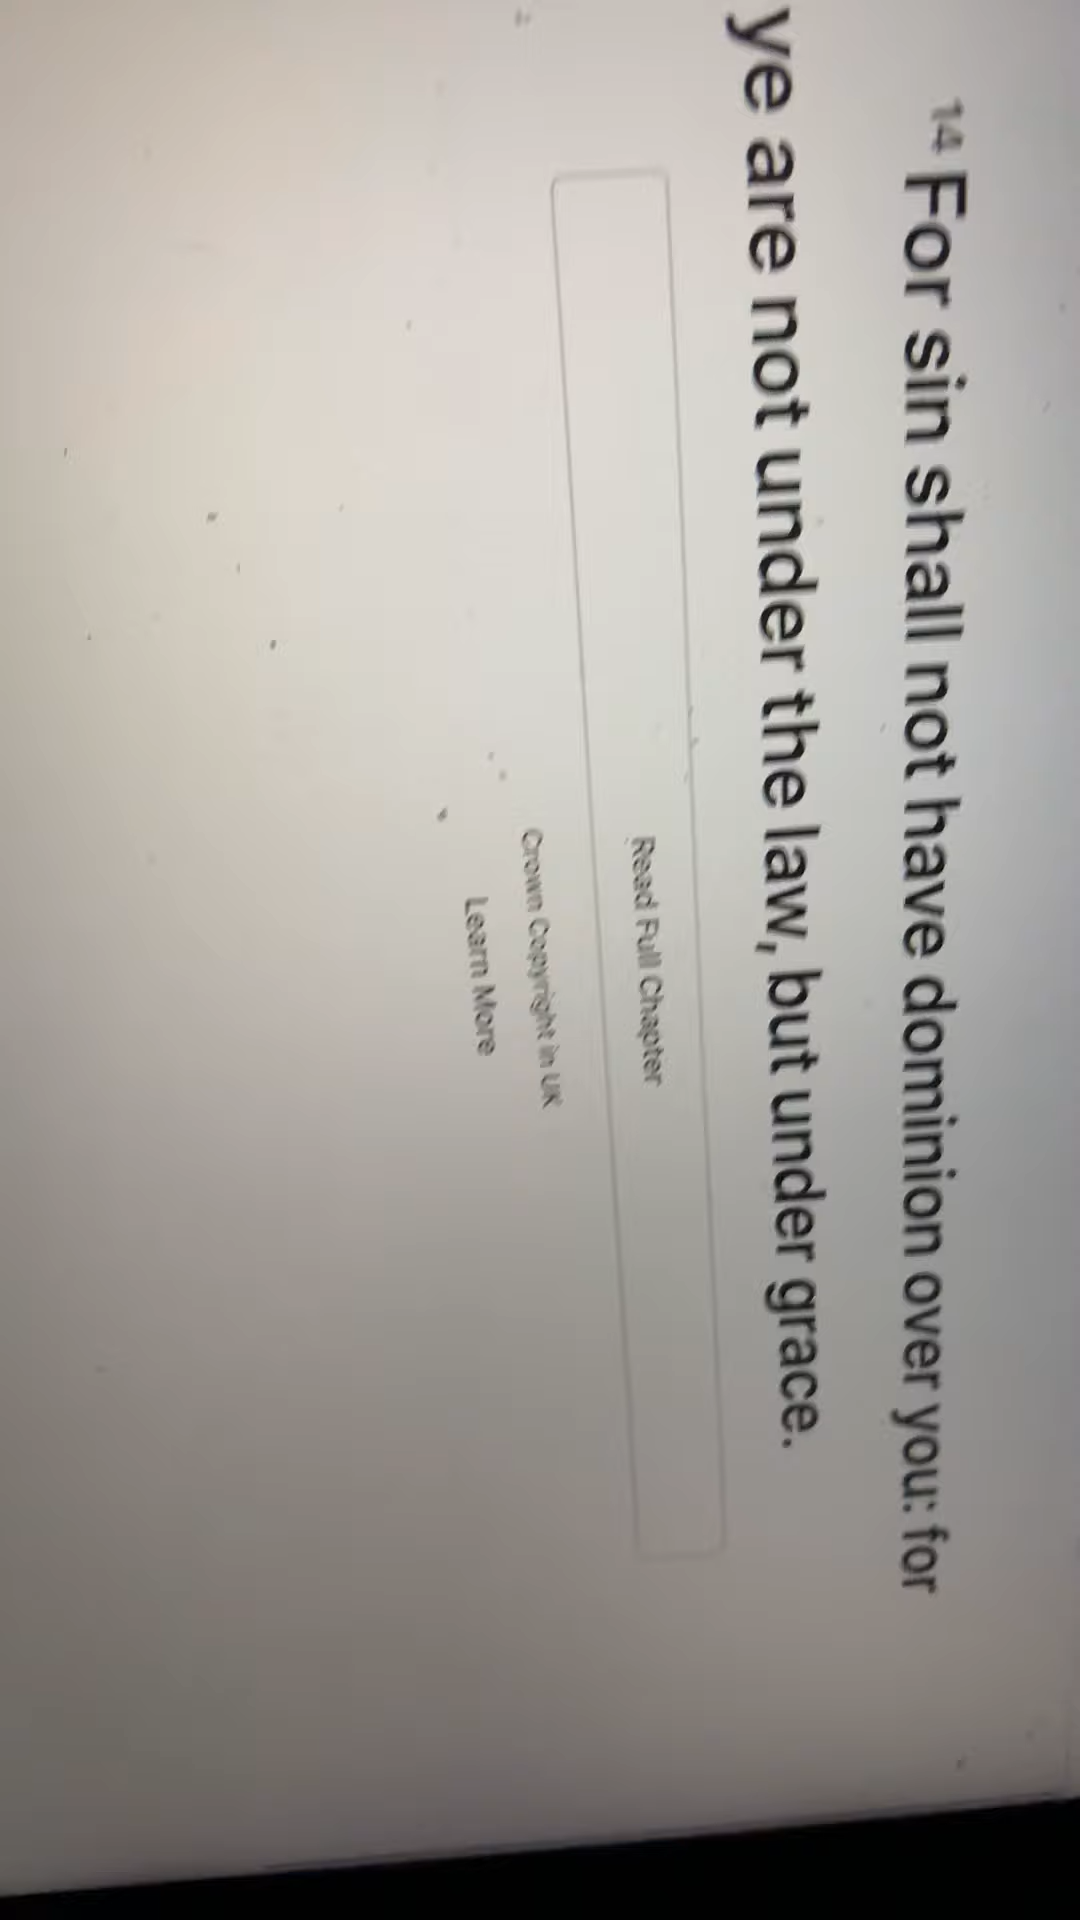 14 For sin shall not have dominion over you: for
ye are not under the law, but under grace.
Read Full Chapter
Crown Copyright in UK
Learn More